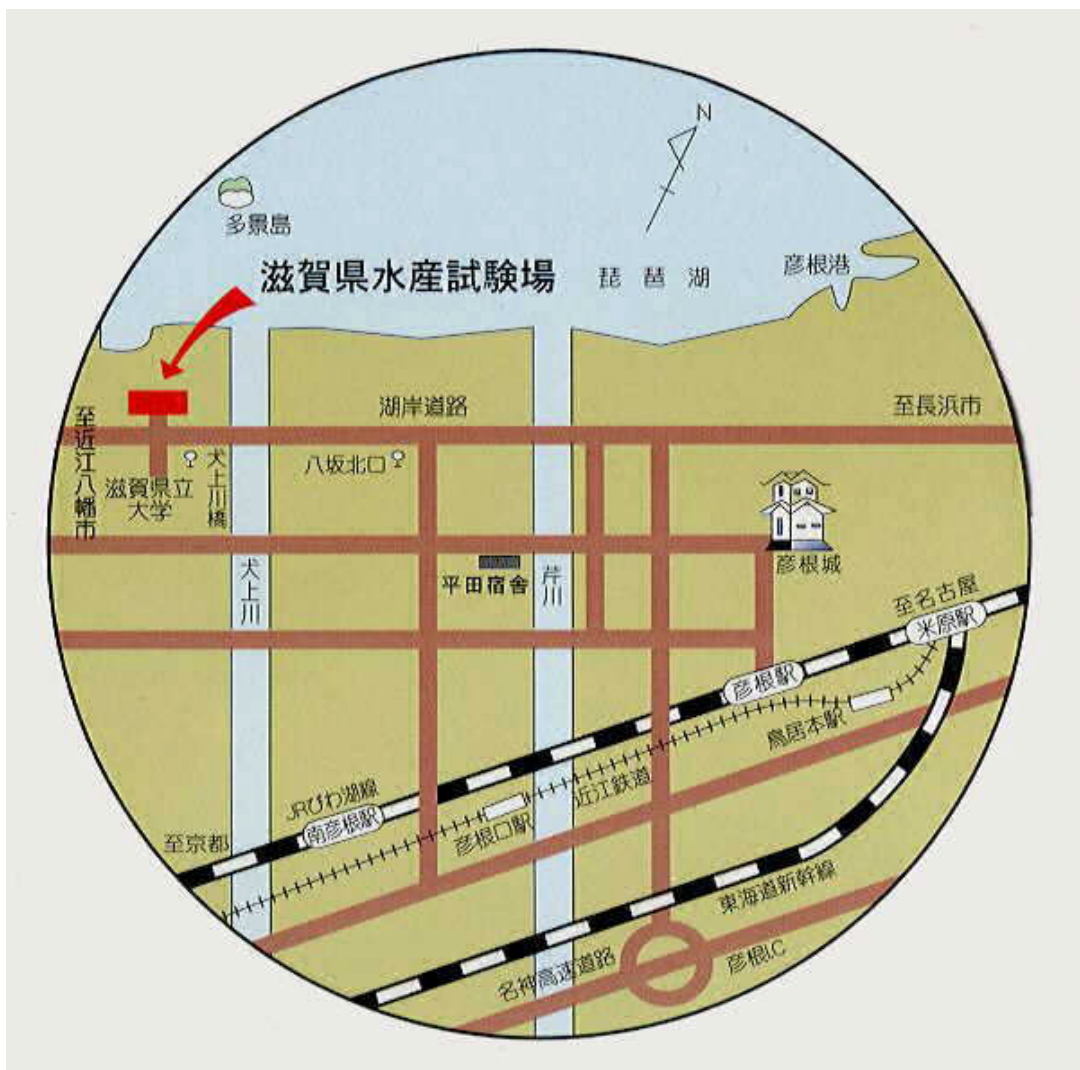 N
多景島
滋賀県水産試験場
琵琶湖
彦根港
至近江八幡市
湖岸道路
至長浜市
犬上川橋
八坂北口
滋賀県立
大学
彦根城
犬上川
平田宿舎
芹川
至名古屋
米原駅
彦根駅
鳥居本駅
JRびわ湖線
近江鉄道
南彦根駅
彦根口駅
至京都
東海道新幹線
名神高速道路
彦根I.C